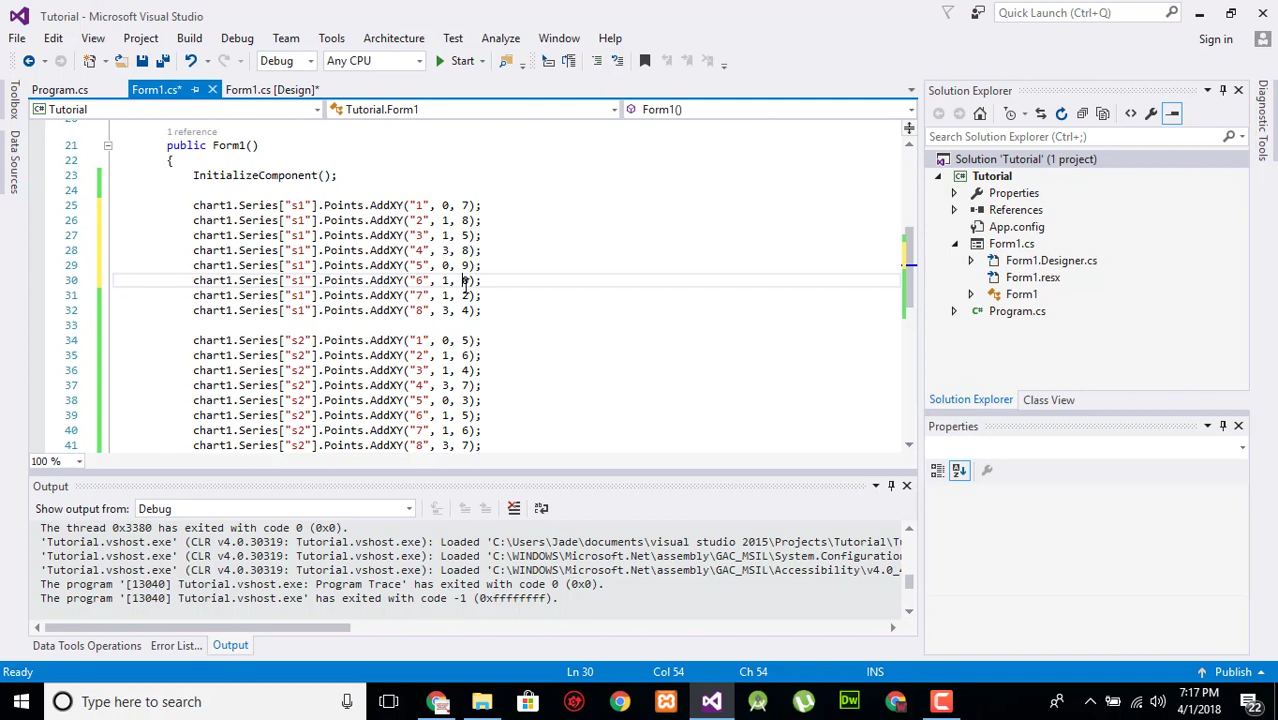 Tutorial - Microsoft Visual Studio
Quick Launch (Ctrl+Q)
File Edit View Project Build Debug Team Tools Architecture Test Analyze Window Help
Sign in
Debug Any CPU Start
Program.cs Form1.cs* Form1.cs [Design]*
Tutorial Tutorial.Form1 Form1()
Toolbox
Data Sources
1 reference
21 public Form1()
22 {
23 InitializeComponent();
24
25 chart1.Series["s1"].Points.AddXY("1", 0, 7);
26 chart1.Series["s1"].Points.AddXY("2", 1, 8);
27 chart1.Series["s1"].Points.AddXY("3", 1, 5);
28 chart1.Series["s1"].Points.AddXY("4", 3, 8);
29 chart1.Series["s1"].Points.AddXY("5", 0, 9);
30 chart1.Series["s1"].Points.AddXY("6", 1, );
31 chart1.Series["s1"].Points.AddXY("7", 1, 2);
32 chart1.Series["s1"].Points.AddXY("8", 3, 4);
33
34 chart1.Series["s2"].Points.AddXY("1", 0, 5);
35 chart1.Series["s2"].Points.AddXY("2", 1, 6);
36 chart1.Series["s2"].Points.AddXY("3", 1, 4);
37 chart1.Series["s2"].Points.AddXY("4", 3, 7);
38 chart1.Series["s2"].Points.AddXY("5", 0, 3);
39 chart1.Series["s2"].Points.AddXY("6", 1, 5);
40 chart1.Series["s2"].Points.AddXY("7", 1, 6);
41 chart1.Series["s2"].Points.AddXY("8", 3, 7);
100 %
Output
Show output from: Debug
The thread 0x3380 has exited with code 0 (0x0).
'Tutorial.vshost.exe' (CLR v4.0.30319: Tutorial.vshost.exe): Loaded 'C:\Users\Jade\documents\visual studio 2015\Projects\Tutorial\Tu
'Tutorial.vshost.exe' (CLR v4.0.30319: Tutorial.vshost.exe): Loaded 'C:\WINDOWS\Microsoft.Net\assembly\GAC_MSIL\System.Configuration
'Tutorial.vshost.exe' (CLR v4.0.30319: Tutorial.vshost.exe): Loaded 'C:\WINDOWS\Microsoft.Net\assembly\GAC_MSIL\Accessibility\v4.0_4
The program '[13040] Tutorial.vshost.exe: Program Trace' has exited with code 0 (0x0).
The program '[13040] Tutorial.vshost.exe' has exited with code -1 (0xffffffff).
Data Tools Operations Error List... Output
Solution Explorer
Search Solution Explorer (Ctrl+;)
Solution 'Tutorial' (1 project)
Tutorial
Properties
References
App.config
Form1.cs
Form1.Designer.cs
Form1.resx
Form1
Program.cs
Solution Explorer Class View
Properties
Diagnostic Tools
Ready Ln 30 Col 54 Ch 54 INS Publish
Type here to search
Dw
7:17 PM
4/1/2018
22